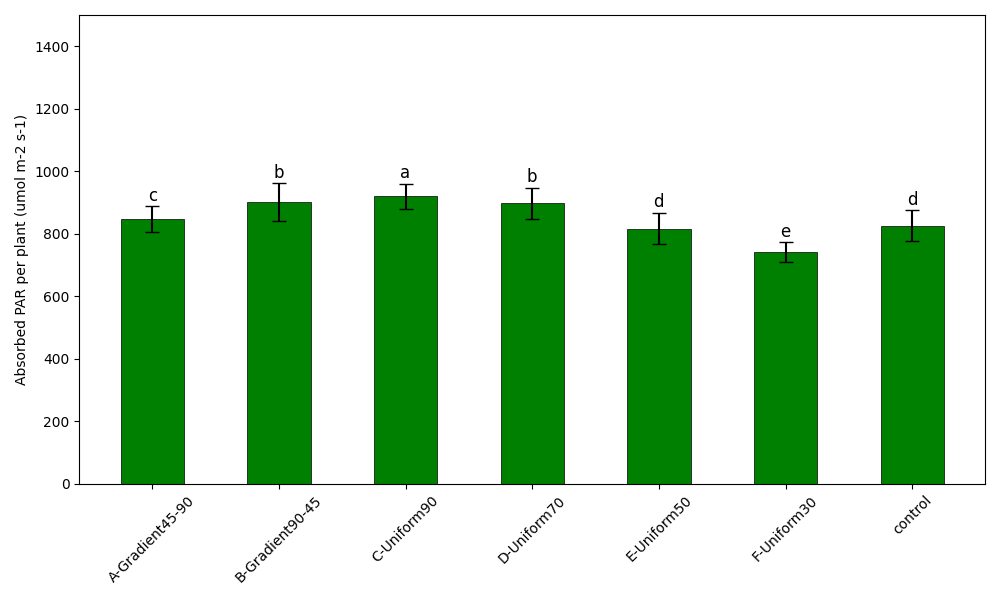 Absorbed PAR per plant (umol m-2 s-1)
1400
1200
1000
800
600
400
200
0
c
b
a
b
d
e
d
A-Gradient45-90
B-Gradient90-45
C-Uniform90
D-Uniform70
E-Uniform50
F-Uniform30
control